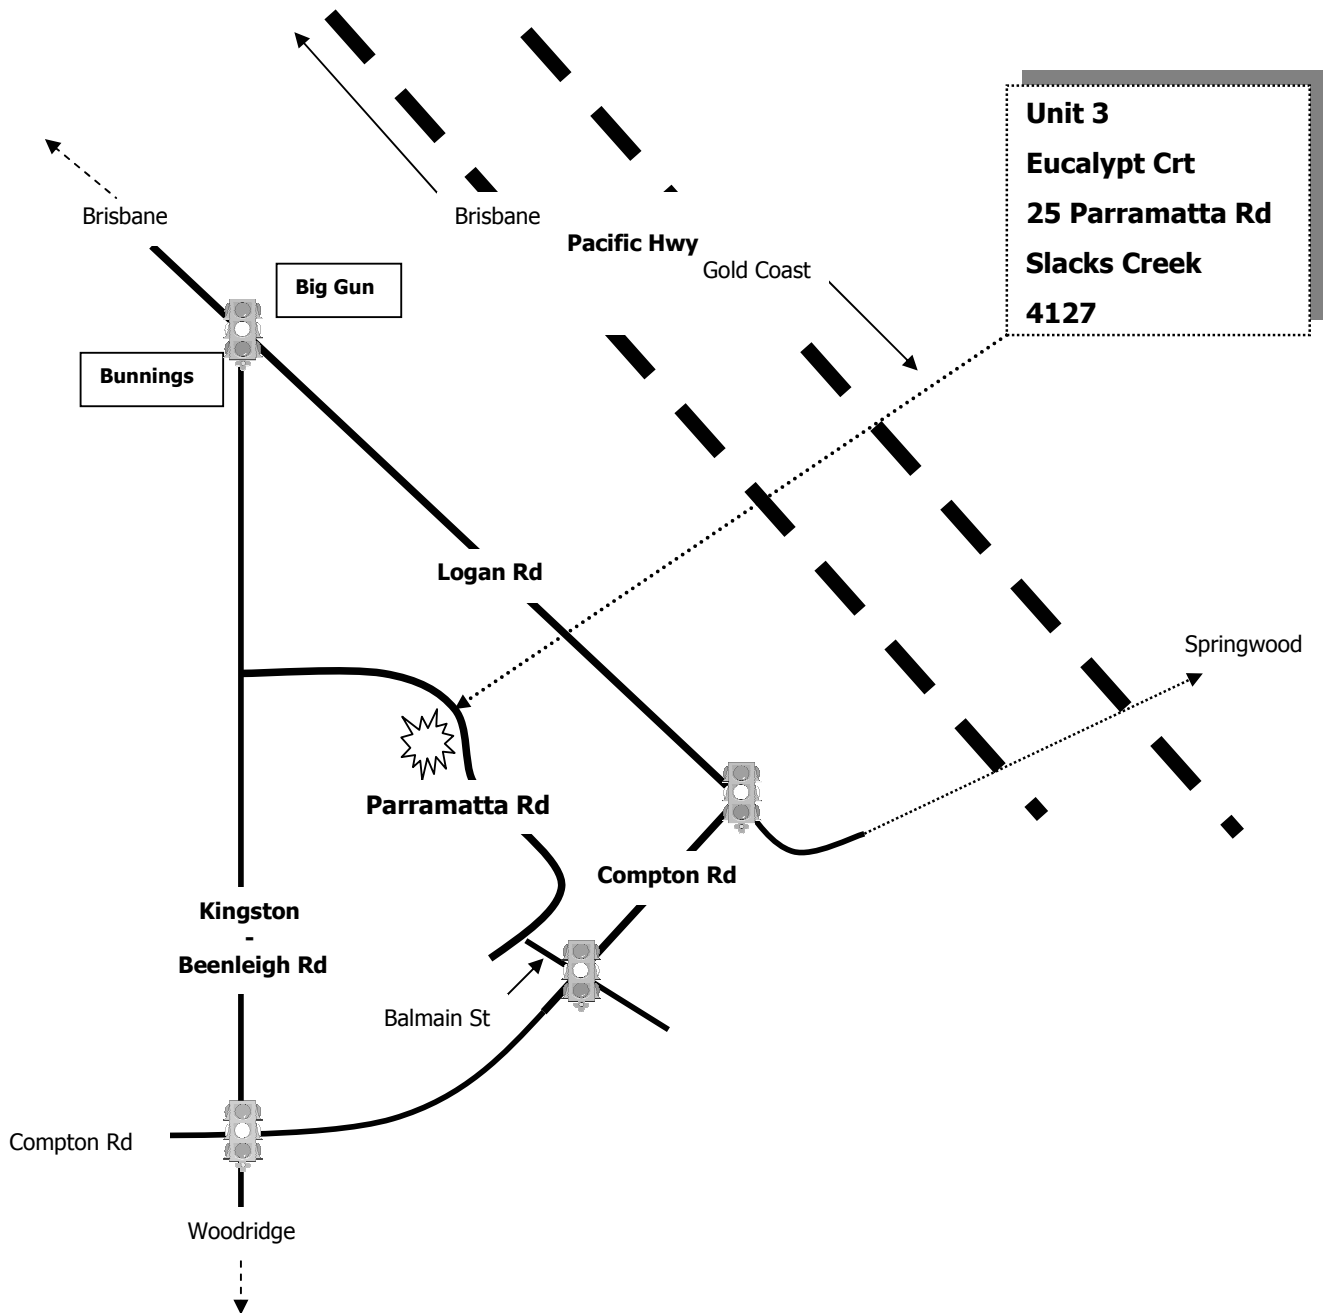 Unit 3
Eucalypt Crt
25 Parramatta Rd
Slacks Creek
4127
Brisbane
Brisbane
Pacific Hwy
Gold Coast
Big Gun
Bunnings
Logan Rd
Springwood
Parramatta Rd
Compton Rd
Kingston
-
Beenleigh Rd
Balmain St
Compton Rd
Woodridge